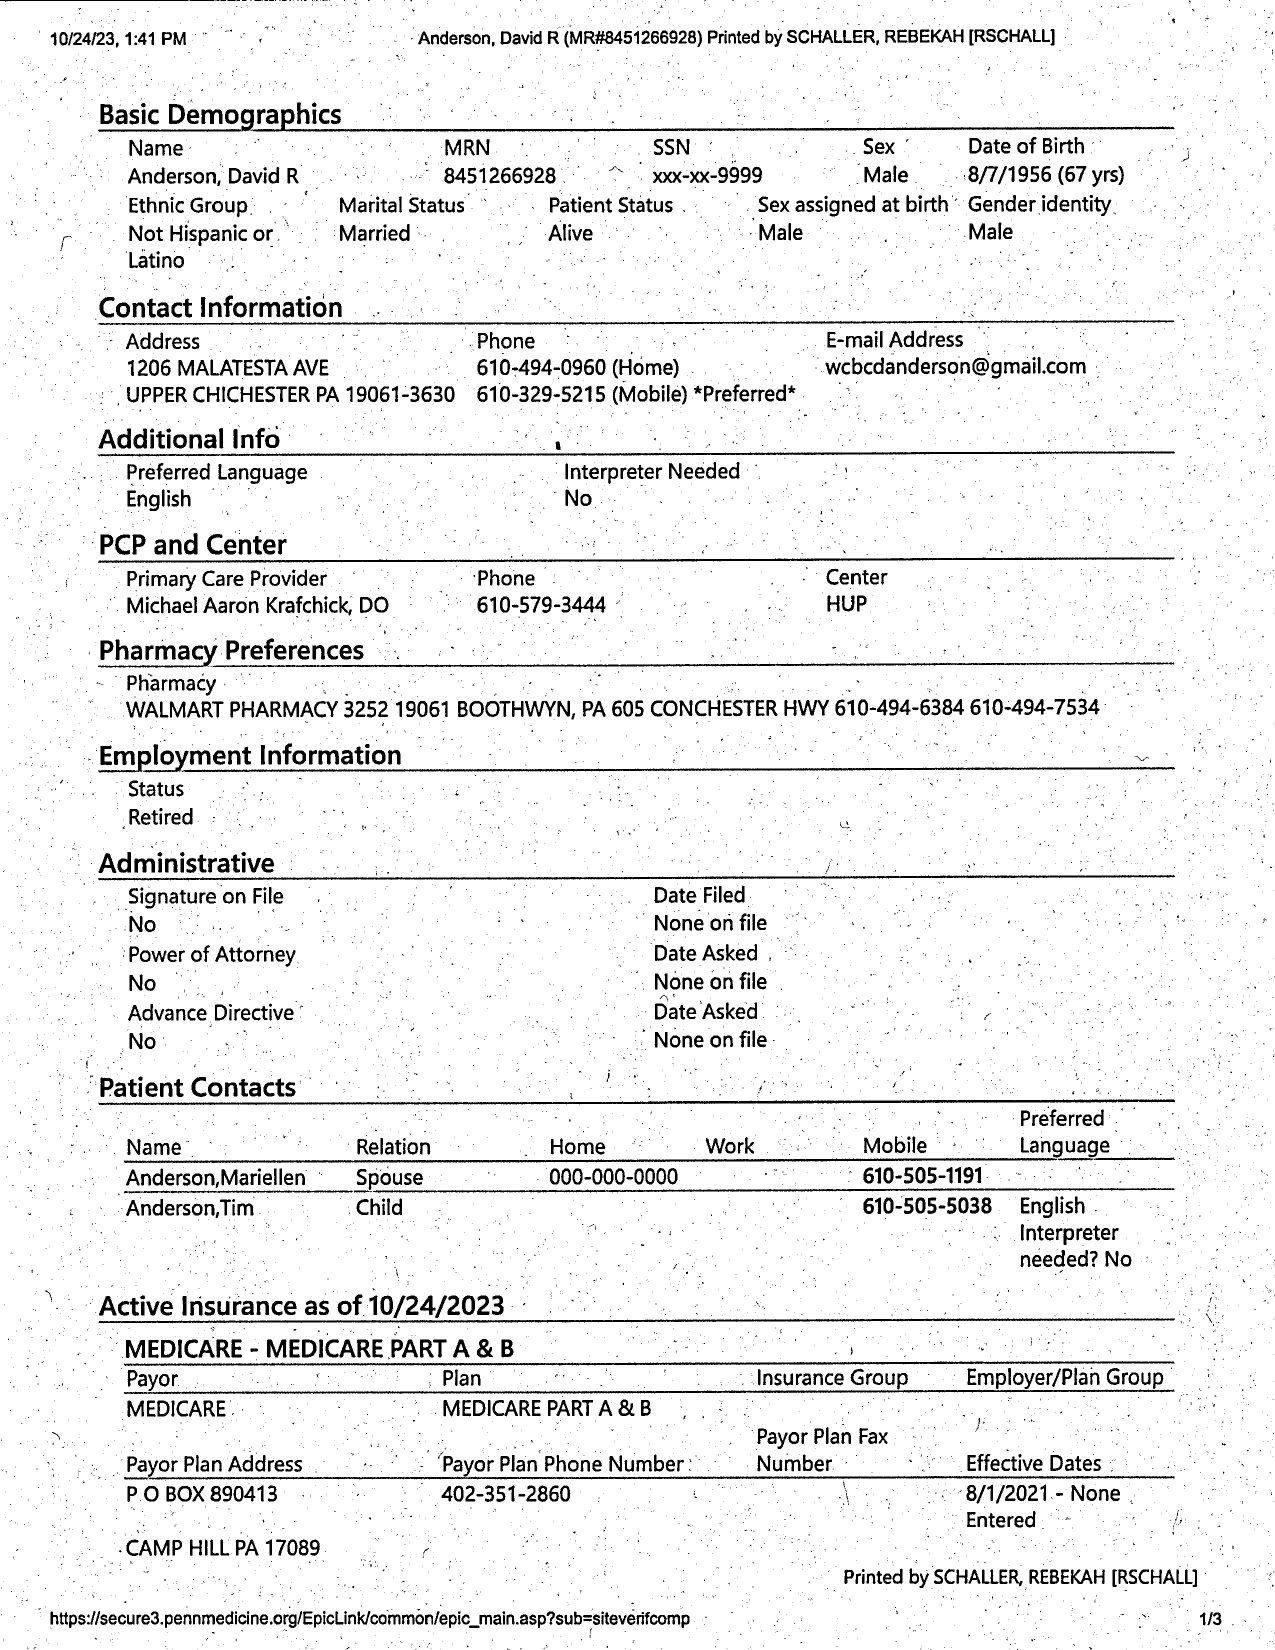 10/24/23, 1:41 PM Anderson, David R (MR#8451266928) Printed by SCHALLER, REBEKAH [RSCHALL]
Basic Demographics
Name MRN SSN Sex Date of Birth
Anderson, David R 8451266928 xxx-xx-9999 Male 8/7/1956 (67 yrs)
Ethnic Group Marital Status Patient Status Sex assigned at birth Gender identity
Not Hispanic or Married Alive Male Male
Latino
Contact Information
Address Phone E-mail Address
1206 MALATESTA AVE 610-494-0960 (Home) wcbcdanderson@gmail.com
UPPER CHICHESTER PA 19061-3630 610-329-5215 (Mobile) *Preferred*
Additional Info
Preferred Language Interpreter Needed
English No
PCP and Center
Primary Care Provider Phone Center
Michael Aaron Krafchick, DO 610-579-3444 HUP
Pharmacy Preferences
Pharmacy
WALMART PHARMACY 3252 19061 BOOTHWYN, PA 605 CONCHESTER HWY 610-494-6384 610-494-7534
Employment Information
Status
Retired
Administrative
Signature on File Date Filed
No None on file
Power of Attorney Date Asked
No None on file
Advance Directive Date Asked
No None on file
Patient Contacts
Preferred
Name Relation Home Work Mobile Language
Anderson,Mariellen Spouse 000-000-0000 610-505-1191
Anderson,Tim Child 610-505-5038 English
Interpreter
needed? No
Active Insurance as of 10/24/2023
MEDICARE - MEDICARE PART A & B
Payor Plan Insurance Group Employer/Plan Group
MEDICARE MEDICARE PART A & B
Payor Plan Fax
Payor Plan Address Payor Plan Phone Number Number Effective Dates
P O BOX 890413 402-351-2860 8/1/2021 - None
Entered
CAMP HILL PA 17089
Printed by SCHALLER, REBEKAH [RSCHALL]
https://secure3.pennmedicine.org/EpicLink/common/epic_main.asp?sub=siteverifcomp 1/3